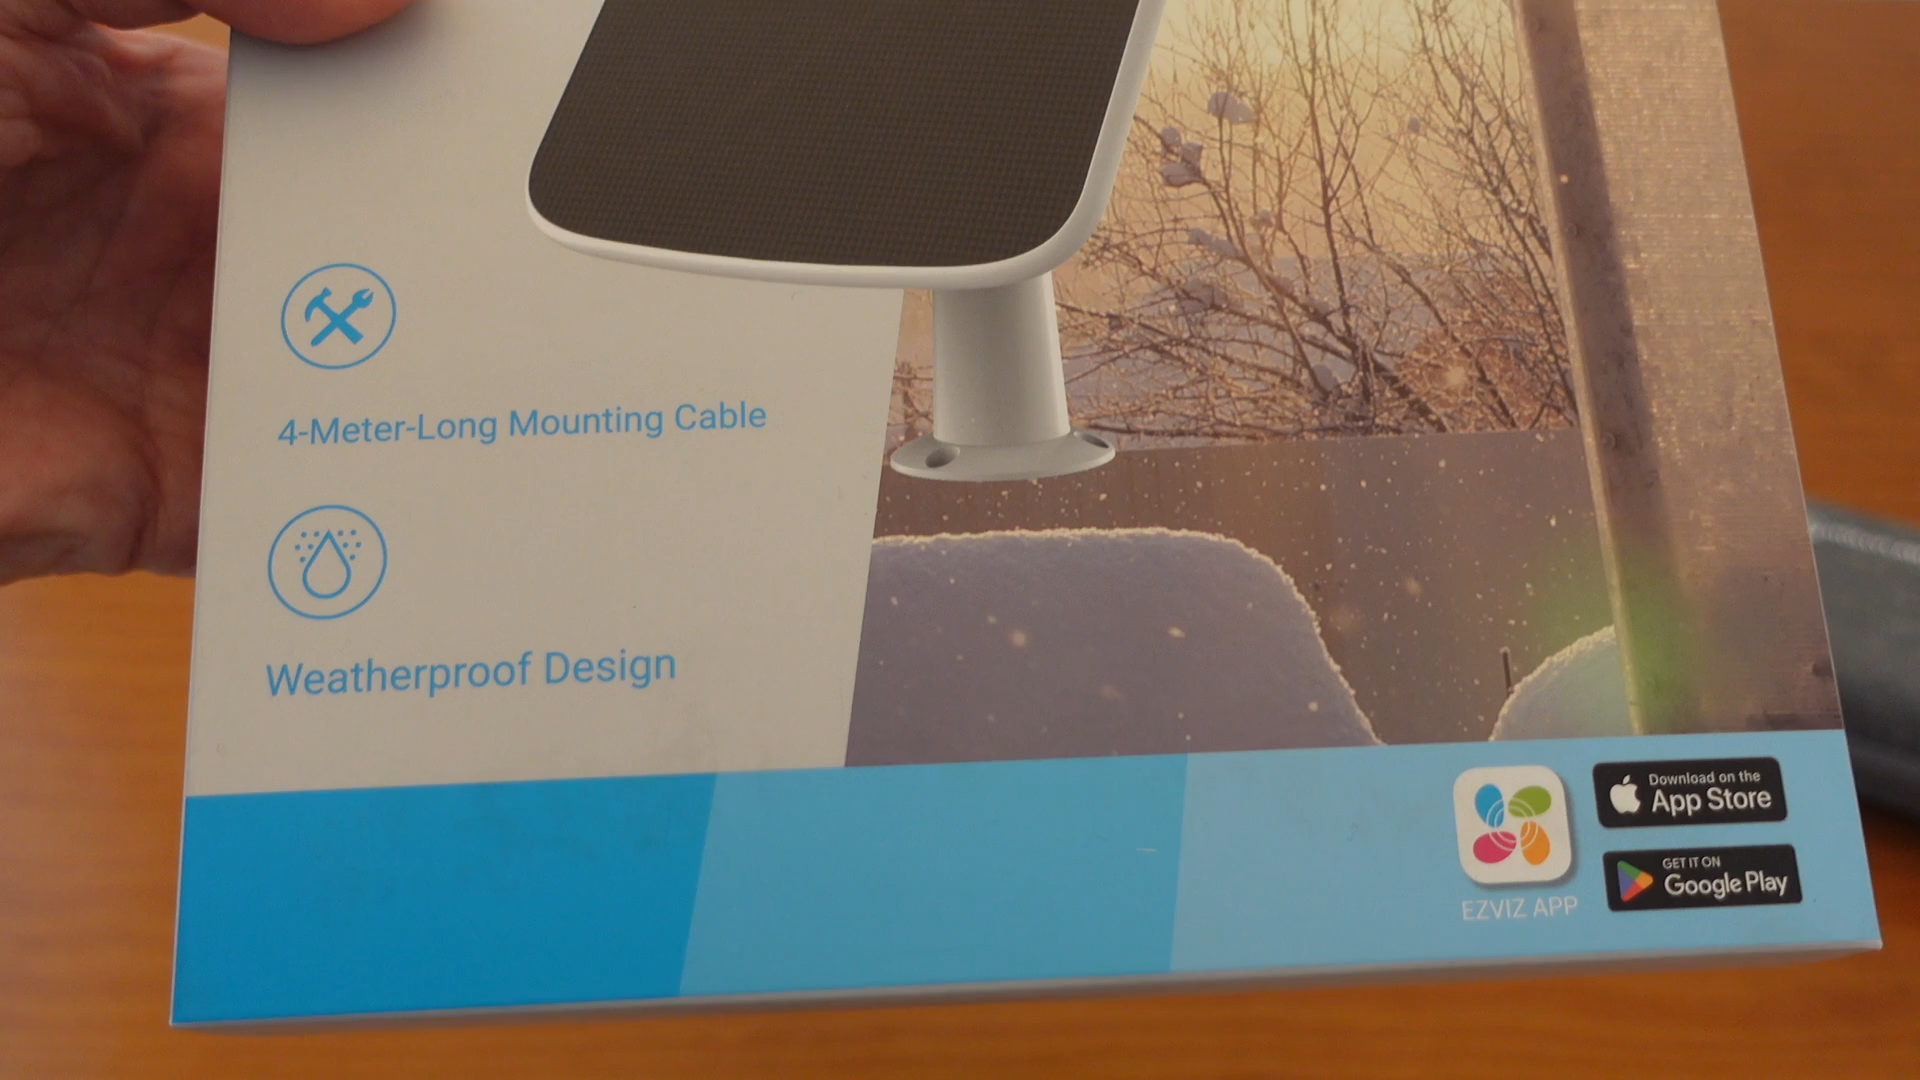 4-Meter-Long Mounting Cable
Weatherproof Design
EZVIZ APP
Download on the
App Store
GET IT ON
Google Play